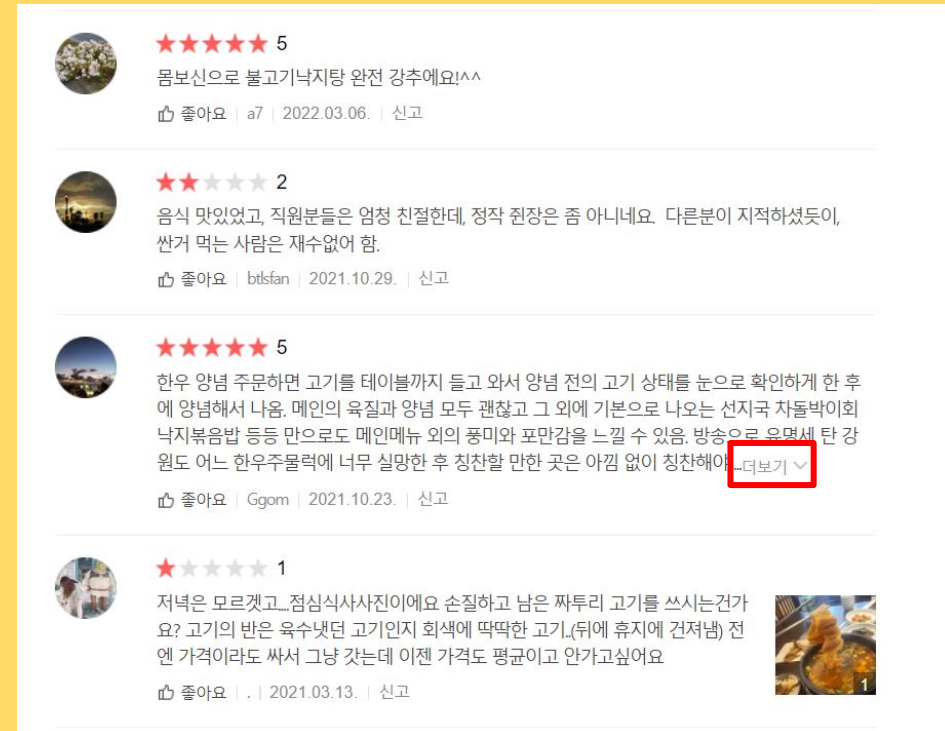 ★★★★★ 5
몸보신으로 불고기낙지탕 완전 강추에요!^^
좋아요 | a7 | 2022.03.06. | 신고
★★★★★ 2
음식 맛있었고, 직원분들은 엄청 친절한데, 정작 쥔장은 좀 아니네요. 다른분이 지적하셨듯이,
싼거 먹는 사람은 재수없어 함.
좋아요 | btlsfan | 2021.10.29. | 신고
★★★★★ 5
한우 양념 주문하면 고기를 테이블까지 들고 와서 양념 전의 고기 상태를 눈으로 확인하게 한 후
에 양념해서 나옴. 메인의 육질과 양념 모두 괜찮고 그 외에 기본으로 나오는 선지국 차돌박이회
낙지볶음밥 등등 만으로도 메인메뉴 외의 풍미와 포만감을 느낄 수 있음. 방송으로 유명세 탄 강
원도 어느 한우주물럭에 너무 실망한 후 칭찬할 만한 곳은 아낌 없이 칭찬해야 ...더보기
좋아요 | Ggom | 2021.10.23. | 신고
★★★★★ 1
저녁은 모르겟고...점심식사사진이에요 손질하고 남은 짜투리 고기를 쓰시는건가
요? 고기의 반은 육수냇던 고기인지 회색에 딱딱한 고기..(뒤에 휴지에 건져냄) 전
엔 가격이라도 싸서 그냥 갓는데 이젠 가격도 평균이고 안가고싶어요
1
좋아요 | . | 2021.03.13. | 신고